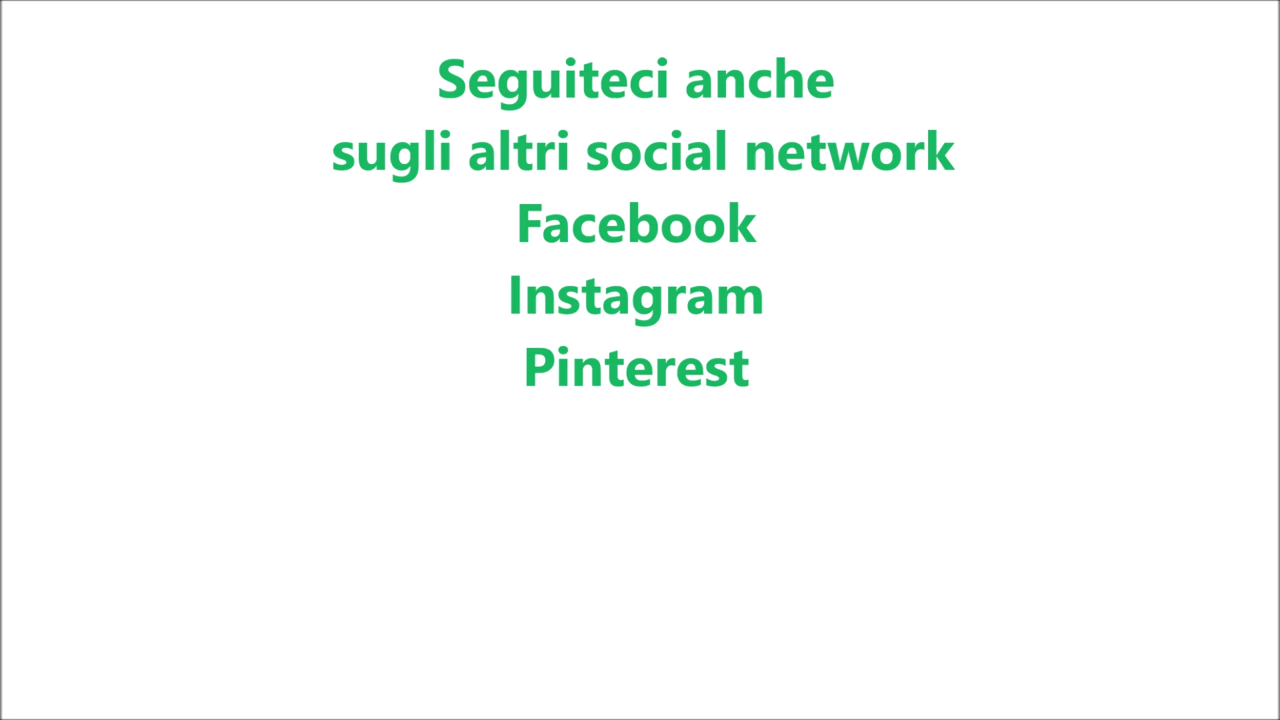 Seguiteci anche
sugli altri social network
Facebook
Instagram
Pinterest